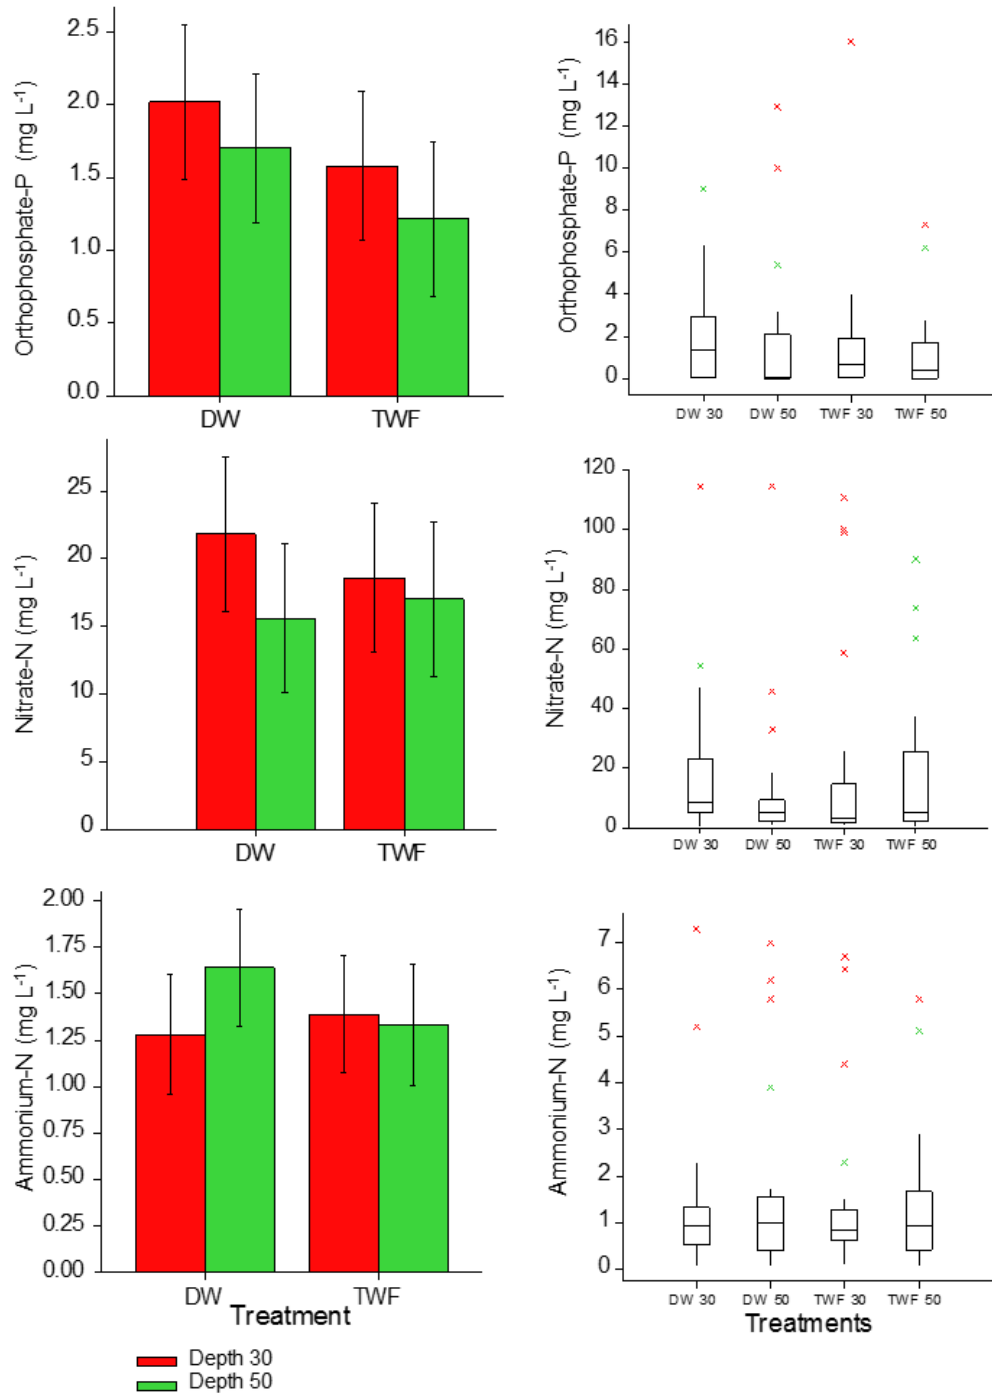 Orthophosphate-P (mg L-1)
2.5
2.0
1.5
1.0
0.5
0.0
DW TWF
Orthophosphate-P (mg L-1)
16
14
12
10
8
6
4
2
0
DW 30 DW 50 TWF 30 TWF 50
Nitrate-N (mg L-1)
25
20
15
10
5
0
DW TWF
Nitrate-N (mg L-1)
120
100
80
60
40
20
0
DW 30 DW 50 TWF 30 TWF 50
Ammonium-N (mg L-1)
2.00
1.75
1.50
1.25
1.00
0.75
0.50
0.25
0.00
DW TWF
Treatment
Ammonium-N (mg L-1)
7
6
5
4
3
2
1
0
DW 30 DW 50 TWF 30 TWF 50
Treatments
Depth 30
Depth 50